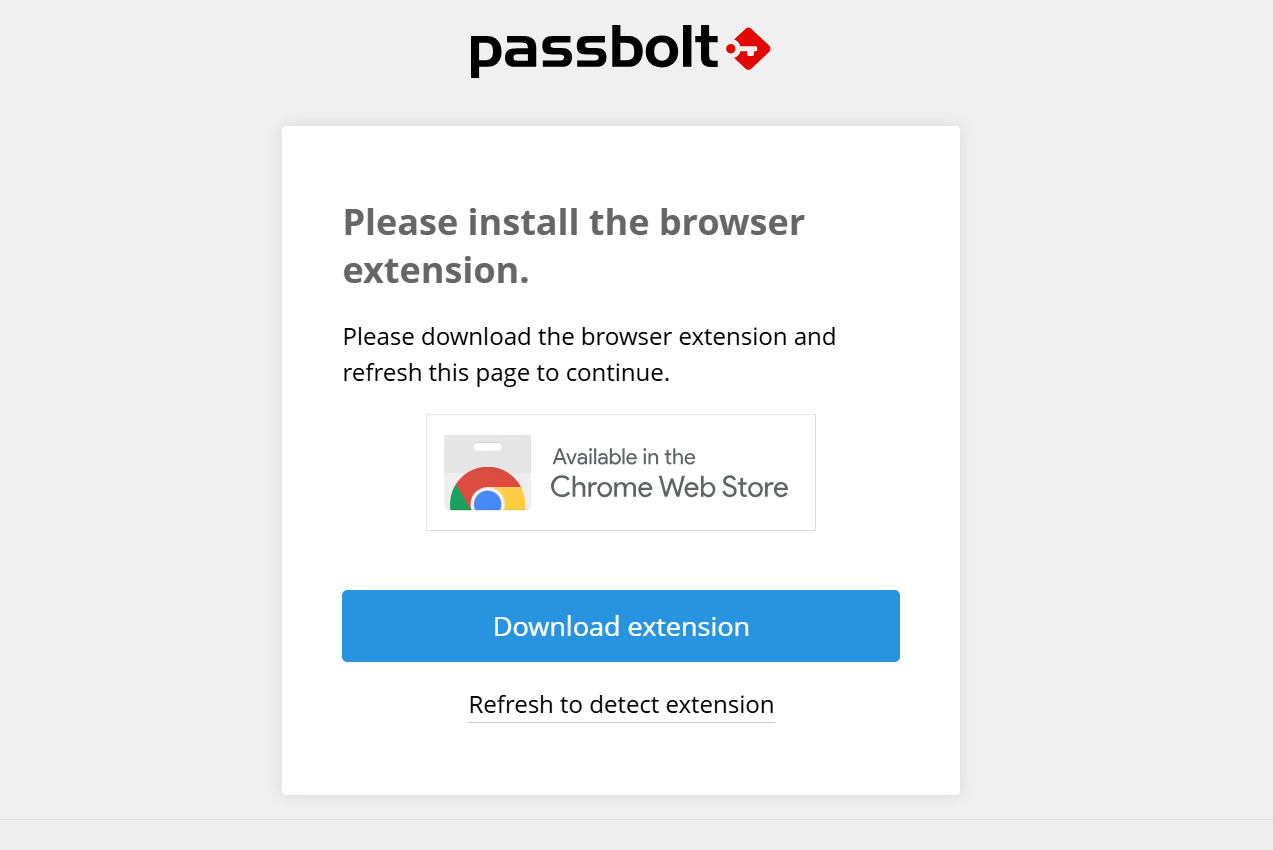 passbolt
Please install the browser
extension.
Please download the browser extension and
refresh this page to continue.
Available in the
Chrome Web Store
Download extension
Refresh to detect extension